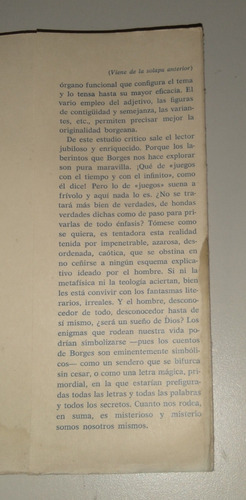 (Viene de la solapa anterior)
órgano funcional que configura el tema
y lo tensa hasta su mayor eficacia. El
vario empleo del adjetivo, las figuras
de contigüidad y semejanza, las varian-
tes, etc., permiten precisar mejor la
originalidad borgeana.
De este estudio crítico sale el lector
jubiloso y enriquecido. Porque los la-
berintos que Borges nos hace explorar
son pura maravilla. ¡Qué de «juegos
con el tiempo y con el infinito», como
él dice! Pero lo de «juegos» suena a
frívolo y aquí nada lo es. ¿No se tra-
tará más bien de verdades, de hondas
verdades dichas como de paso para pri-
varlas de todo énfasis? Tómese como
se quiera, es tentadora esta realidad
tenida por impenetrable, azarosa, des-
ordenada, caótica, que se obstina en
no ceñirse a ningún esquema explica-
tivo ideado por el hombre. Si ni la
metafísica ni la teología aciertan, bien
les está convivir con los fantasmas lite-
rarios, irreales. Y el hombre, descono-
cedor de todo, desconocedor hasta de
sí mismo, ¿será un sueño de Dios? Los
enigmas que rodean nuestra vida po-
drían simbolizarse —pues los cuentos
de Borges son eminentemente simbóli-
cos— como un sendero que se bifurca
sin cesar, o como una letra mágica, pri-
mordial, en la que estarían prefigura-
das todas las letras y todas las palabras
y todos los secretos. Cuanto nos rodea,
en suma, es misterioso y misterio
somos nosotros mismos.